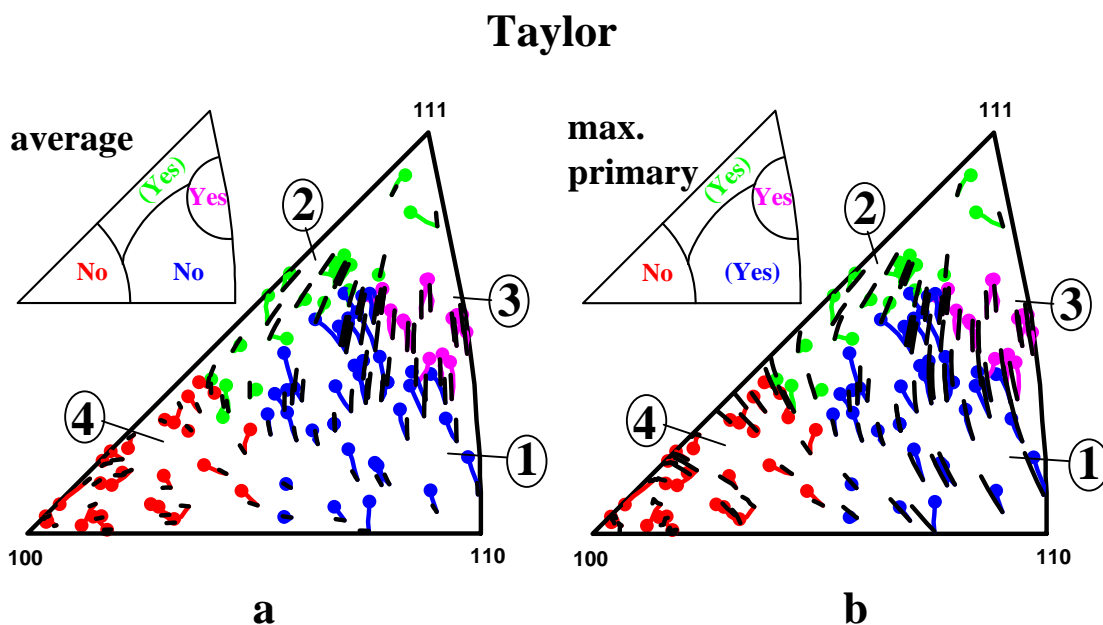 Taylor
average
(Yes)
Yes
No
No
111
2
3
4
1
100
110
a
max.
primary
(Yes)
Yes
No
(Yes)
111
2
3
4
1
100
110
b